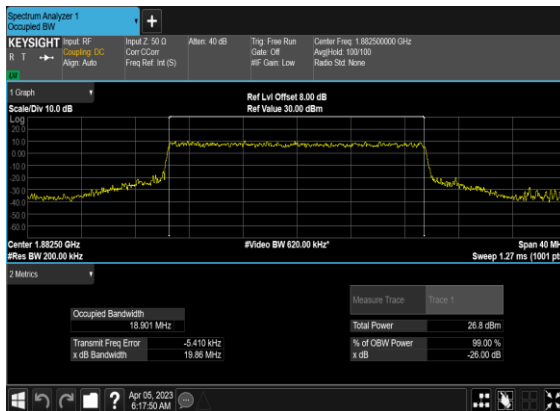 Spectrum Analyzer 1
Occupied BW
KEYSIGHT
R T
Input: RF
Coupling: DC
Align: Auto
Input Z: 50 Ω
Corr CCorr
Freq Ref: Int (S)
Atten: 40 dB
Trig: Free Run
Gate: Off
#IF Gain: Low
Center Freq: 1.882500000 GHz
Avg|Hold: 100/100
Radio Std: None
1 Graph
Scale/Div 10.0 dB
Ref Lvl Offset 8.00 dB
Ref Value 30.00 dBm
Log
20.0
10.0
0.00
-10.0
-20.0
-30.0
-40.0
-50.0
-60.0
Center 1.88250 GHz
#Video BW 620.00 kHz*
Span 40 MH
#Res BW 200.00 kHz
Sweep 1.27 ms (1001 pts
2 Metrics
Measure Trace
Trace 1
Occupied Bandwidth
18.901 MHz
Total Power
26.8 dBm
Transmit Freq Error
-5.410 kHz
% of OBW Power
99.00 %
x dB Bandwidth
19.86 MHz
x dB
-26.00 dB
?
Apr 05, 2023
6:17:50 AM